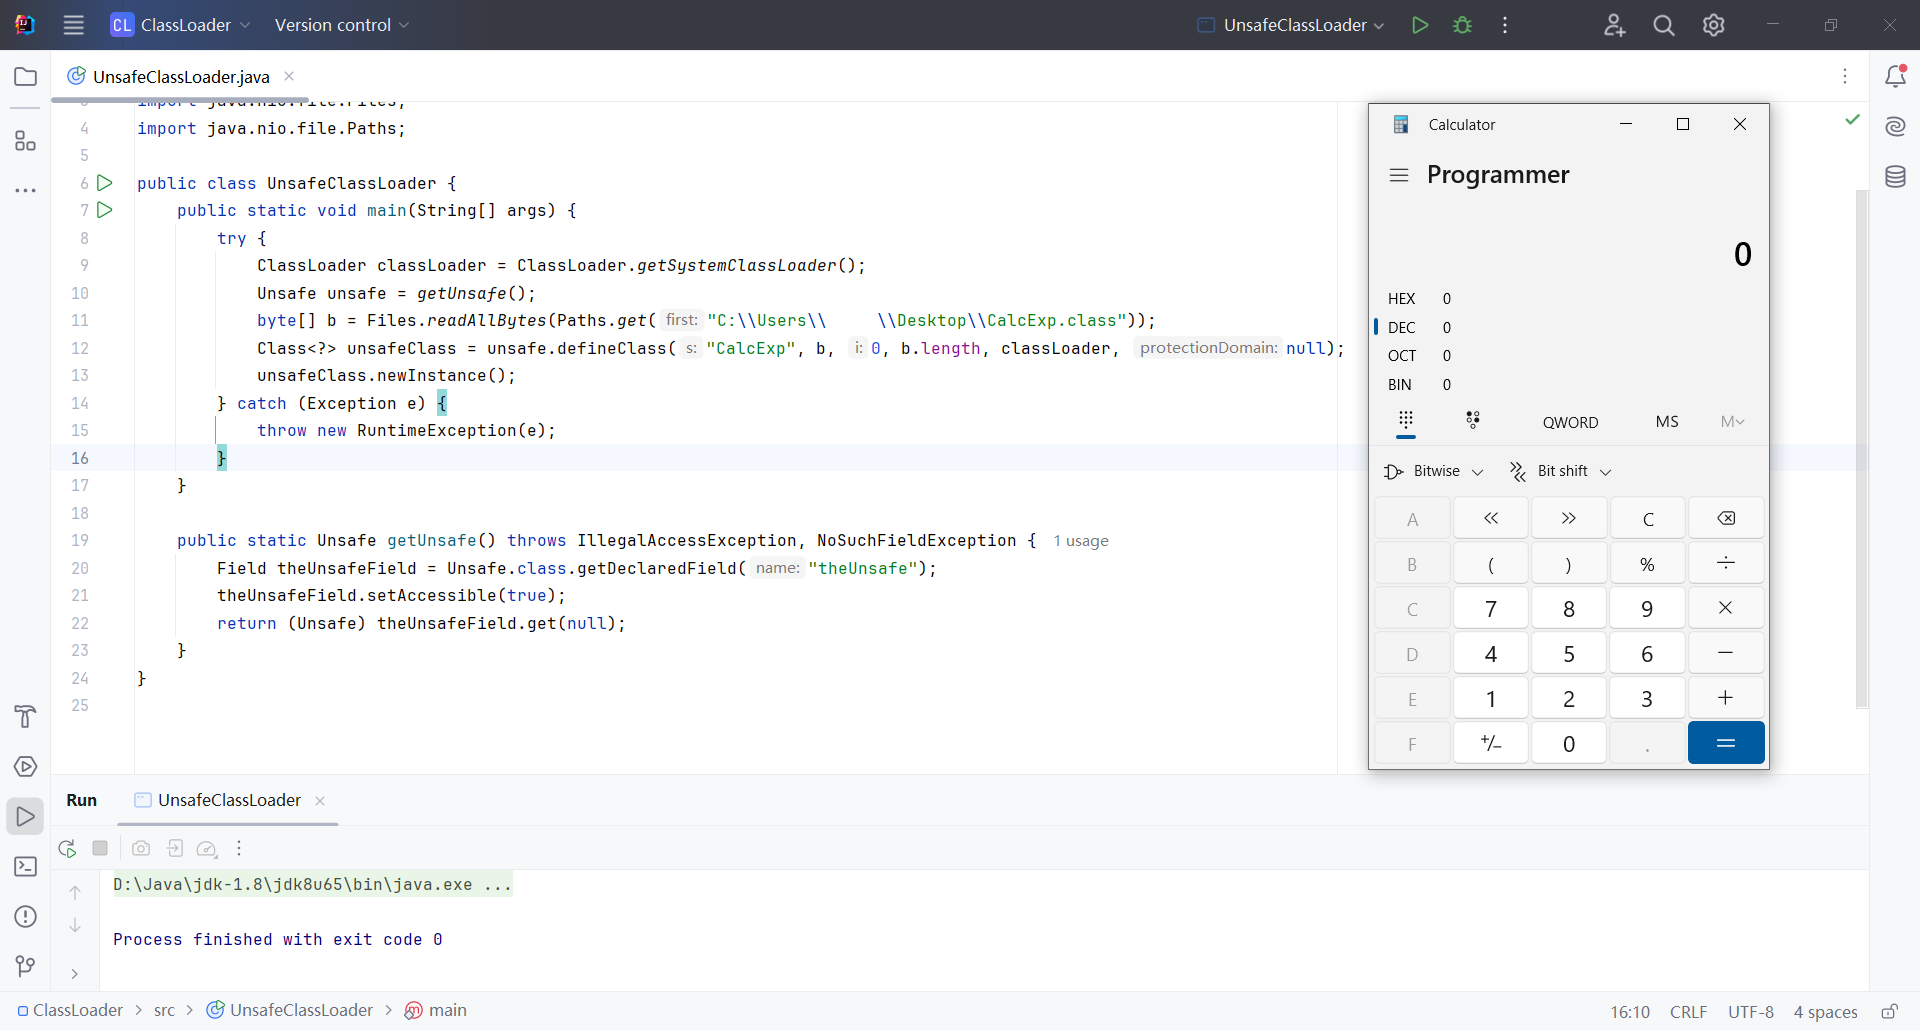 CL ClassLoader Version control UnsafeClassLoader
UnsafeClassLoader.java
3 import java.nio.file.Files;
4 import java.nio.file.Paths;
5
6 public class UnsafeClassLoader {
7 public static void main(String[] args) {
8 try {
9 ClassLoader classLoader = ClassLoader.getSystemClassLoader();
10 Unsafe unsafe = getUnsafe();
11 byte[] b = Files.readAllBytes(Paths.get( first: "C:\\Users\\ \\Desktop\\CalcExp.class"));
12 Class<?> unsafeClass = unsafe.defineClass( s: "CalcExp", b, i: 0, b.length, classLoader, protectionDomain: null);
13 unsafeClass.newInstance();
14 } catch (Exception e) {
15 throw new RuntimeException(e);
16 }
17 }
18
19 public static Unsafe getUnsafe() throws IllegalAccessException, NoSuchFieldException { 1 usage
20 Field theUnsafeField = Unsafe.class.getDeclaredField( name: "theUnsafe");
21 theUnsafeField.setAccessible(true);
22 return (Unsafe) theUnsafeField.get(null);
23 }
24 }
25
Calculator
Programmer
0
HEX 0
DEC 0
OCT 0
BIN 0
QWORD MS M
Bitwise Bit shift
A « » C
B ( ) % ÷
C 7 8 9 ×
D 4 5 6 −
E 1 2 3 +
F +/− 0 . =
Run UnsafeClassLoader
D:\Java\jdk-1.8\jdk8u65\bin\java.exe ...
Process finished with exit code 0
ClassLoader > src > UnsafeClassLoader > main 16:10 CRLF UTF-8 4 spaces